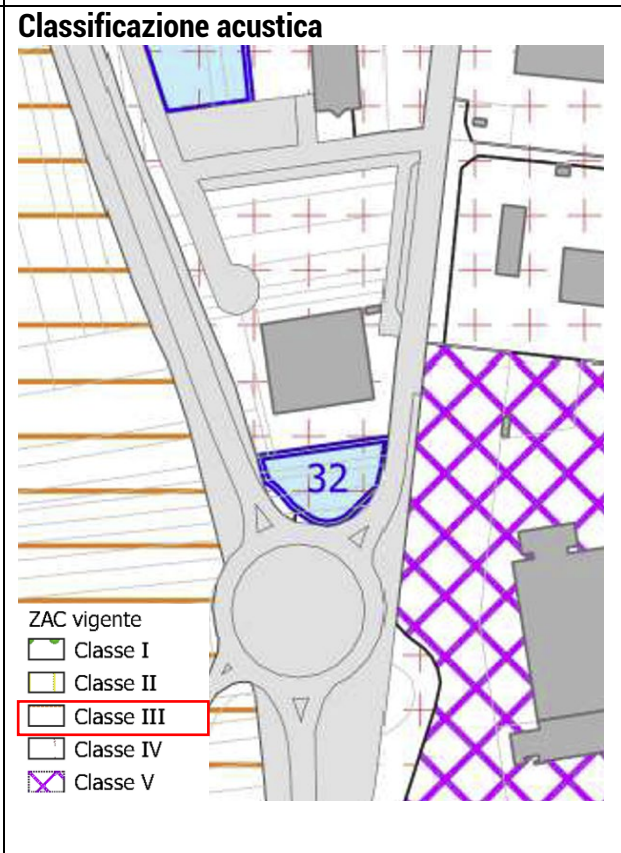 Classificazione acustica
32
ZAC vigente
Classe I
Classe II
Classe III
Classe IV
Classe V